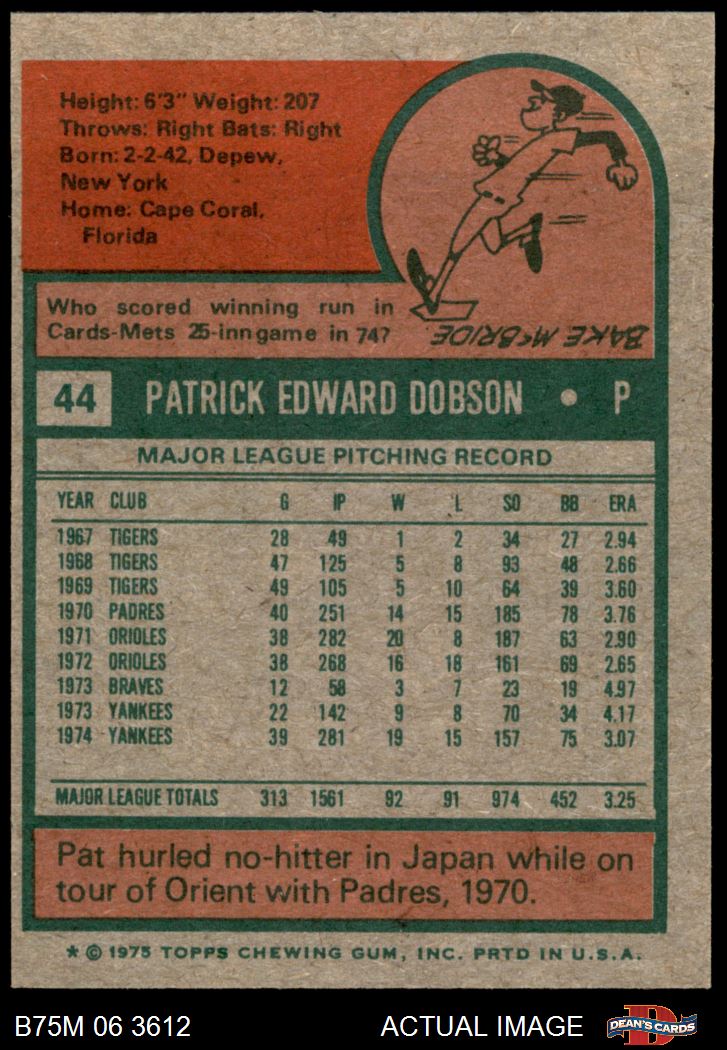 Height: 6'3" Weight: 207
Throws: Right Bats: Right
Born: 2-2-42, Depew,
New York
Home: Cape Coral,
Florida
Who scored winning run in
Cards-Mets 25-inn game in 74?
BAKE McBRIDE.
44 PATRICK EDWARD DOBSON • P
MAJOR LEAGUE PITCHING RECORD
YEAR CLUB G IP W L SO BB ERA
1967 TIGERS 28 49 1 2 34 27 2.94
1968 TIGERS 47 125 5 8 93 48 2.66
1969 TIGERS 49 105 5 10 64 39 3.60
1970 PADRES 40 251 14 15 185 78 3.76
1971 ORIOLES 38 282 20 8 187 63 2.90
1972 ORIOLES 38 268 16 18 161 69 2.65
1973 BRAVES 12 58 3 7 23 19 4.97
1973 YANKEES 22 142 9 8 70 34 4.17
1974 YANKEES 39 281 19 15 157 75 3.07
MAJOR LEAGUE TOTALS 313 1561 92 91 974 452 3.25
Pat hurled no-hitter in Japan while on
tour of Orient with Padres, 1970.
* © 1975 TOPPS CHEWING GUM, INC. PRTD IN U.S.A.
B75M 06 3612 ACTUAL IMAGE DEAN'S CARDS